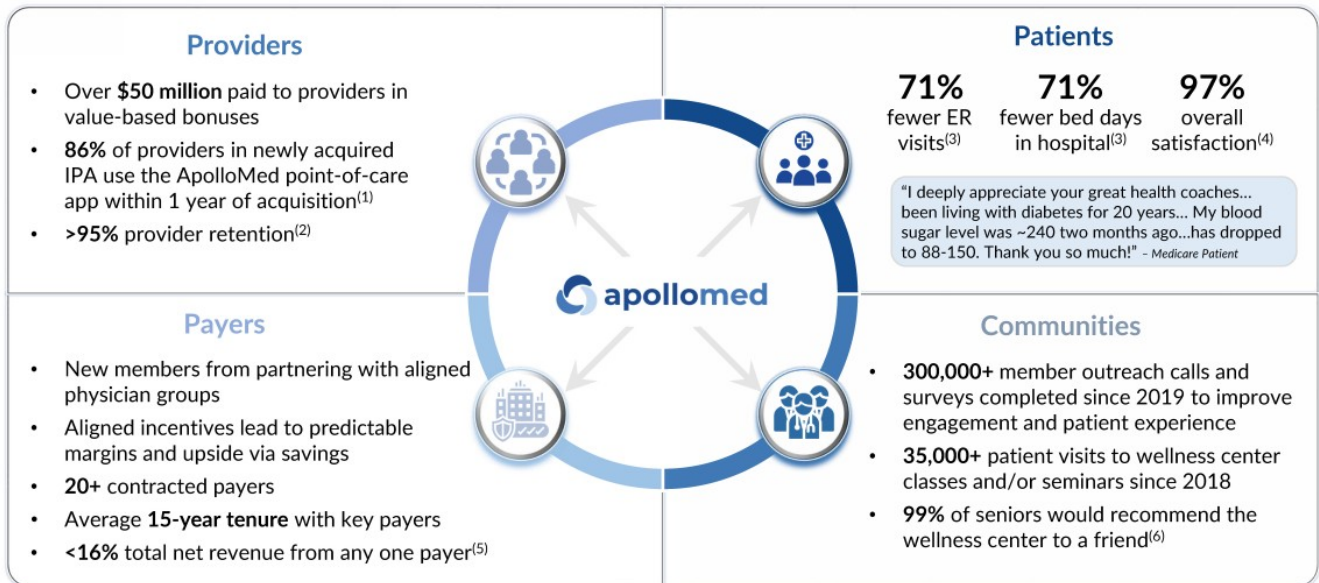 Providers
• Over $50 million paid to providers in
value-based bonuses
• 86% of providers in newly acquired
IPA use the ApolloMed point-of-care
app within 1 year of acquisition(1)
• >95% provider retention(2)
Patients
71% 71% 97%
fewer ER fewer bed days overall
visits(3) in hospital(3) satisfaction(4)
“I deeply appreciate your great health coaches...
been living with diabetes for 20 years... My blood
sugar level was ~240 two months ago...has dropped
to 88-150. Thank you so much!” – Medicare Patient
apollomed
Payers
• New members from partnering with aligned
physician groups
• Aligned incentives lead to predictable
margins and upside via savings
• 20+ contracted payers
• Average 15-year tenure with key payers
• <16% total net revenue from any one payer(5)
Communities
• 300,000+ member outreach calls and
surveys completed since 2019 to improve
engagement and patient experience
• 35,000+ patient visits to wellness center
classes and/or seminars since 2018
• 99% of seniors would recommend the
wellness center to a friend(6)